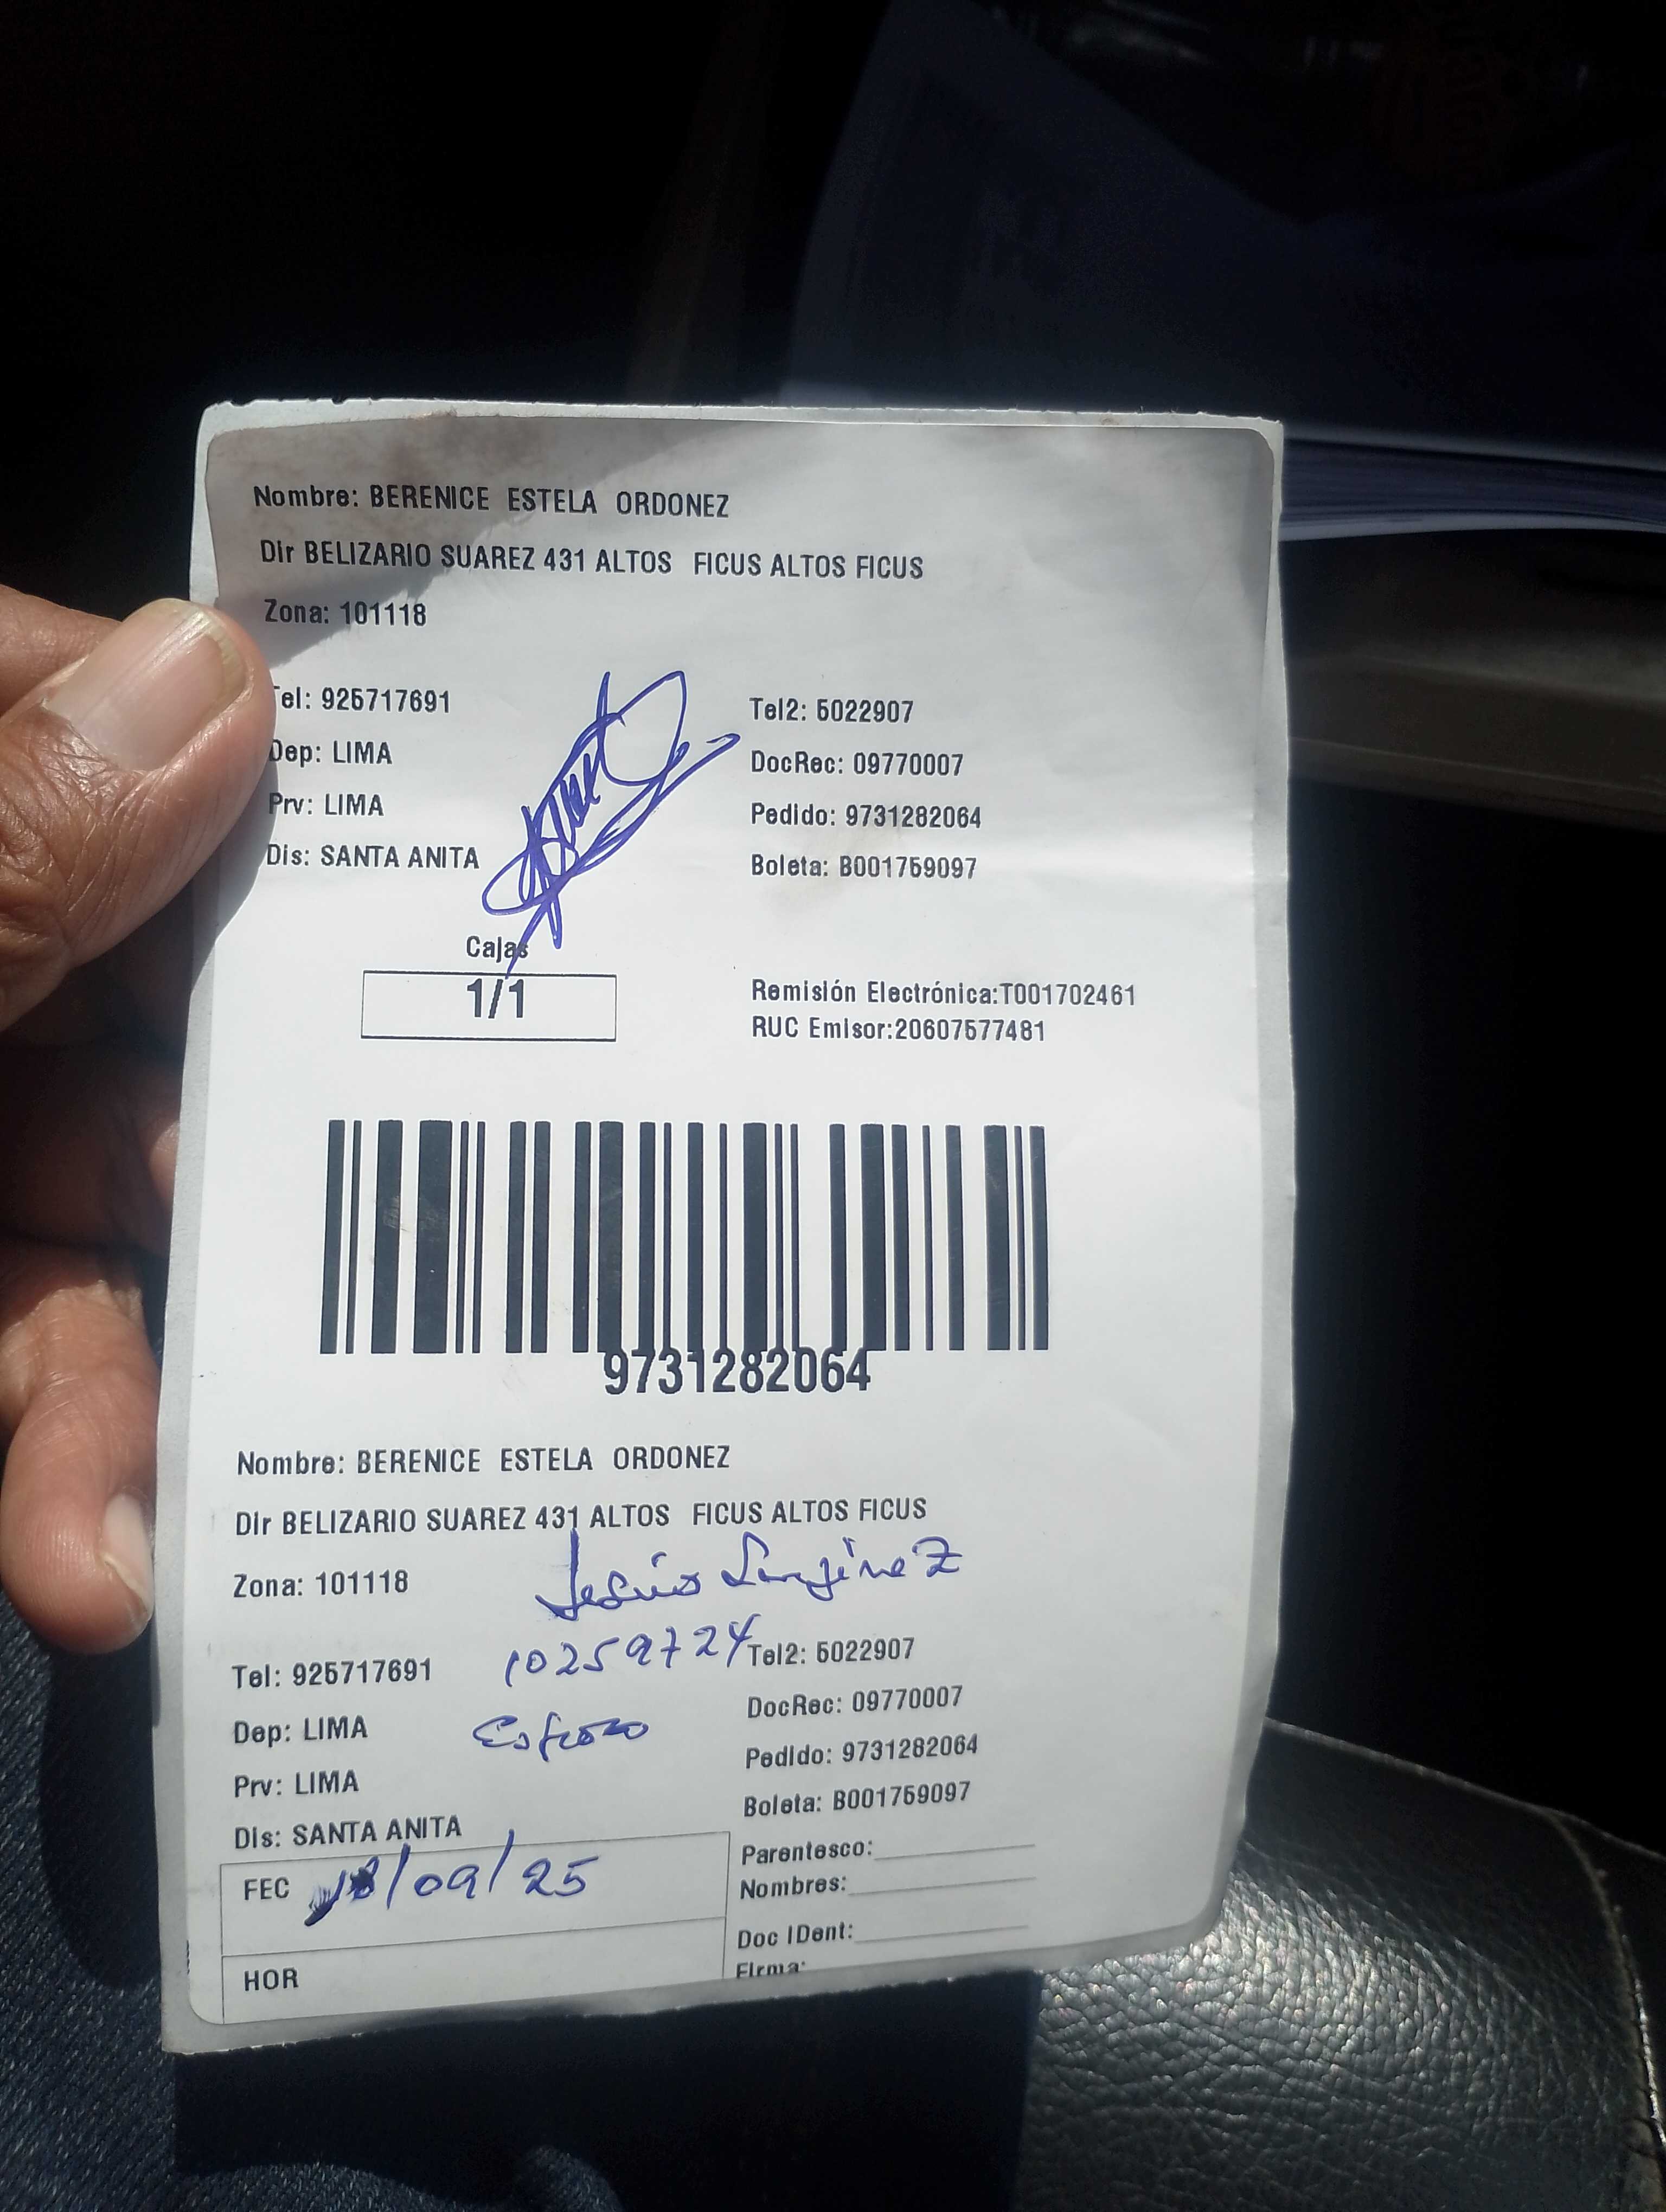 Nombre: BERENICE ESTELA ORDONEZ
Dir BELIZARIO SUAREZ 431 ALTOS FICUS ALTOS FICUS
Zona: 101118
Tel: 925717691 Tel2: 5022907
Dep: LIMA DocRec: 09770007
Prv: LIMA Pedido: 9731282064
Dis: SANTA ANITA Boleta: B001759097
Cajas
1/1
Remisión Electrónica:T001702461
RUC Emisor:20607577481
9731282064
Nombre: BERENICE ESTELA ORDONEZ
Dir BELIZARIO SUAREZ 431 ALTOS FICUS ALTOS FICUS
Zona: 101118
Jesús
Tel: 925717691 10259724 Tel2: 5022907
DocRec: 09770007
Dep: LIMA
Pedido: 9731282064
Prv: LIMA
Boleta: B001759097
Dis: SANTA ANITA
Parentesco:
FEC /09/25
Nombres:
Doc IDent:
HOR
Firma: